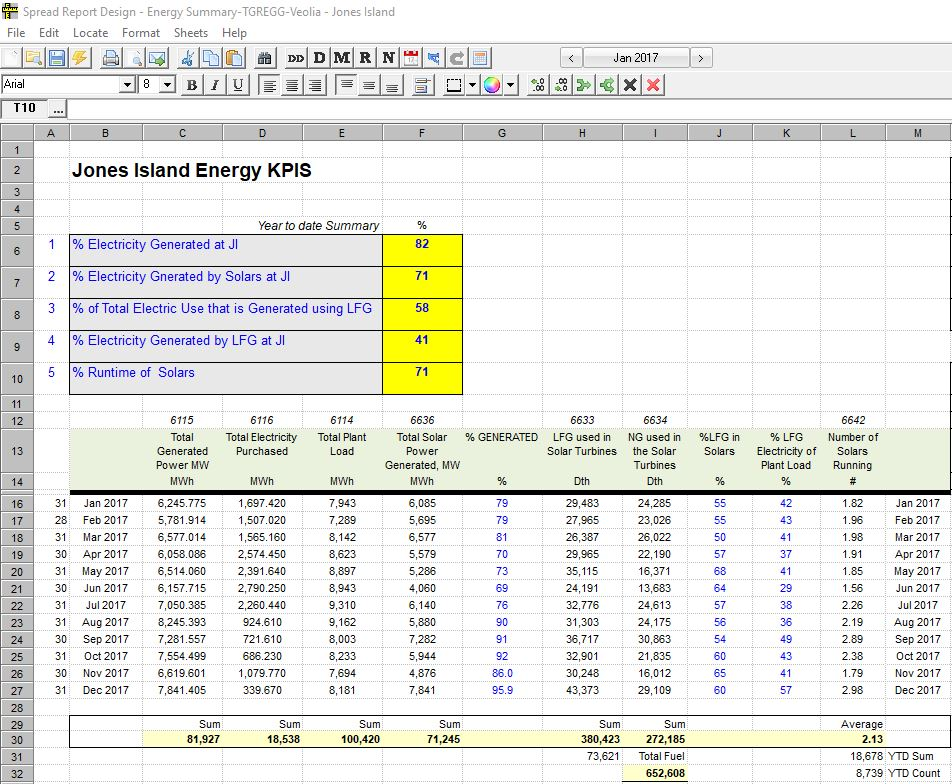 Spread Report Design - Energy Summary-TGREGG-Veolia - Jones Island
File Edit Locate Format Sheets Help
DD D M R N Jan 2017
Arial 8 B I U
T10 ...
A B C D E F G H I J K L M
1
2 Jones Island Energy KPIS
3
4
5 Year to date Summary %
6 1 % Electricity Generated at JI 82
7 2 % Electricity Gnerated by Solars at JI 71
8 3 % of Total Electric Use that is Generated using LFG 58
9 4 % Electricity Generated by LFG at JI 41
10 5 % Runtime of Solars 71
11
12 6115 6116 6114 6636 6633 6634 6642
Total Total Electricity Total Plant Total Solar % GENERATED LFG used in NG used in %LFG in % LFG Number of
13 Generated Purchased Load Power Solar Turbines the Solar Solars Electricity of Solars
Power MW Generated, MW Turbines Plant Load Running
14 MWh MWh MWh MWh % Dth Dth % % #
16 31 Jan 2017 6,245.775 1,697.420 7,943 6,085 79 29,483 24,285 55 42 1.82 Jan 2017
17 28 Feb 2017 5,781.914 1,507.020 7,289 5,695 79 27,965 23,026 55 43 1.96 Feb 2017
18 31 Mar 2017 6,577.014 1,565.160 8,142 6,577 81 26,387 26,022 50 41 1.98 Mar 2017
19 30 Apr 2017 6,058.086 2,574.450 8,623 5,579 70 29,965 22,190 57 37 1.91 Apr 2017
20 31 May 2017 6,514.060 2,391.640 8,897 5,286 73 35,115 16,371 68 41 1.85 May 2017
21 30 Jun 2017 6,157.715 2,790.250 8,943 4,060 69 24,191 13,683 64 29 1.56 Jun 2017
22 31 Jul 2017 7,050.385 2,260.440 9,310 6,140 76 32,776 24,613 57 38 2.26 Jul 2017
23 31 Aug 2017 8,245.393 924.610 9,162 5,880 90 31,303 24,175 56 36 2.19 Aug 2017
24 30 Sep 2017 7,281.557 721.610 8,003 7,282 91 36,717 30,863 54 49 2.89 Sep 2017
25 31 Oct 2017 7,554.499 686.230 8,233 5,944 92 32,901 21,835 60 43 2.38 Oct 2017
26 30 Nov 2017 6,619.601 1,079.770 7,694 4,876 86.0 30,248 16,012 65 41 1.79 Nov 2017
27 31 Dec 2017 7,841.405 339.670 8,181 7,841 95.9 43,373 29,109 60 57 2.98 Dec 2017
28
29 Sum Sum Sum Sum Sum Sum Average
30 81,927 18,538 100,420 71,245 380,423 272,185 2.13
31 73,621 Total Fuel 18,678 YTD Sum
32 652,608 8,739 YTD Count